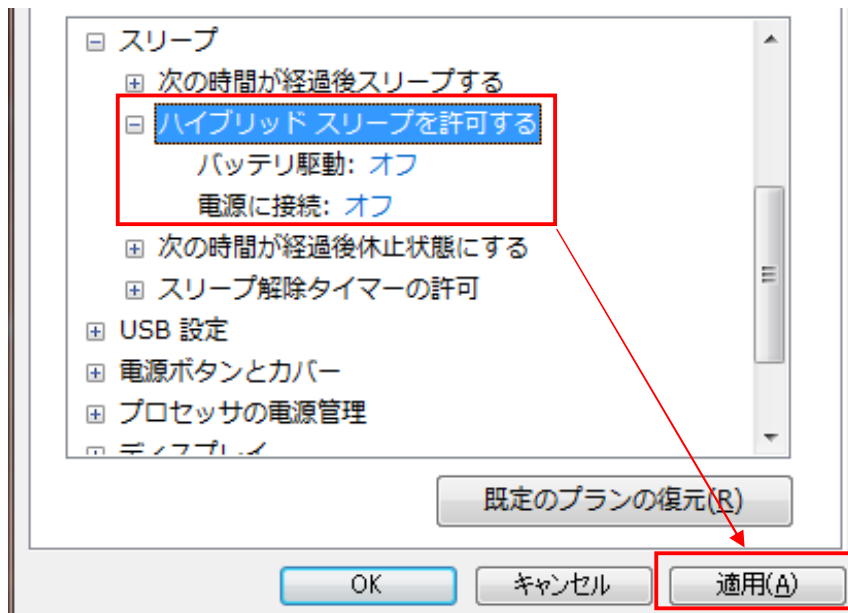 スリープ
次の時間が経過後スリープする
ハイブリッド スリープを許可する
バッテリ駆動: オフ
電源に接続: オフ
次の時間が経過後休止状態にする
スリープ解除タイマーの許可
USB 設定
電源ボタンとカバー
プロセッサの電源管理
ディスプレイ
既定のプランの復元(R)
OK キャンセル 適用(A)